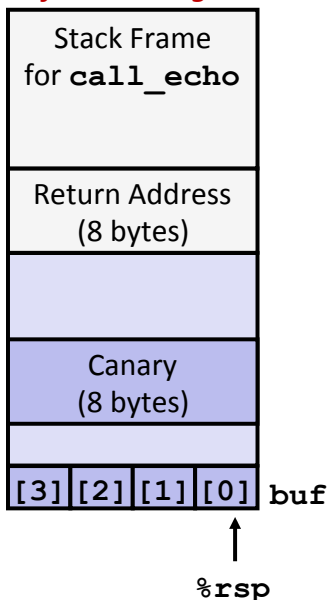 Stack Frame
for call_echo
Return Address
(8 bytes)
Canary
(8 bytes)
[3] [2] [1] [0] buf
%rsp